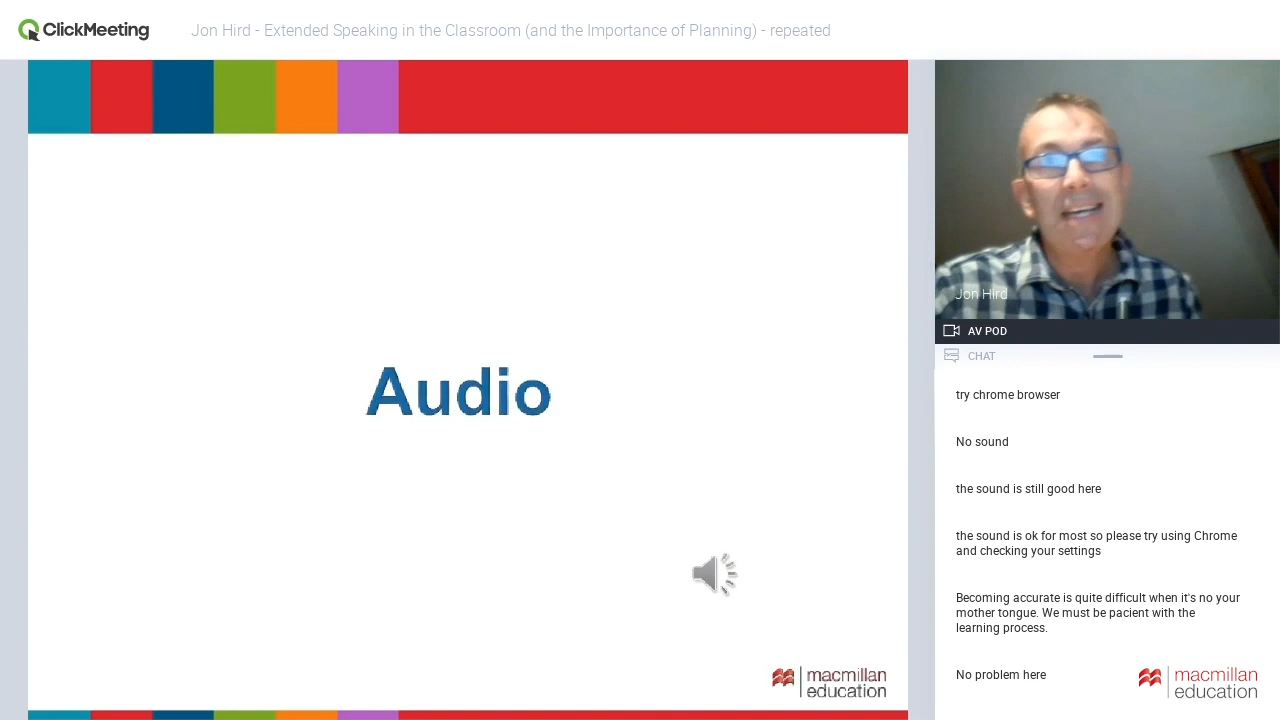 ClickMeeting
Jon Hird - Extended Speaking in the Classroom (and the Importance of Planning) - repeated
Audio
macmillan
education
Jon Hird
AV POD
CHAT
try chrome browser
No sound
the sound is still good here
the sound is ok for most so please try using Chrome
and checking your settings
Becoming accurate is quite difficult when it's no your
mother tongue. We must be pacient with the
learning process.
No problem here
macmillan
education